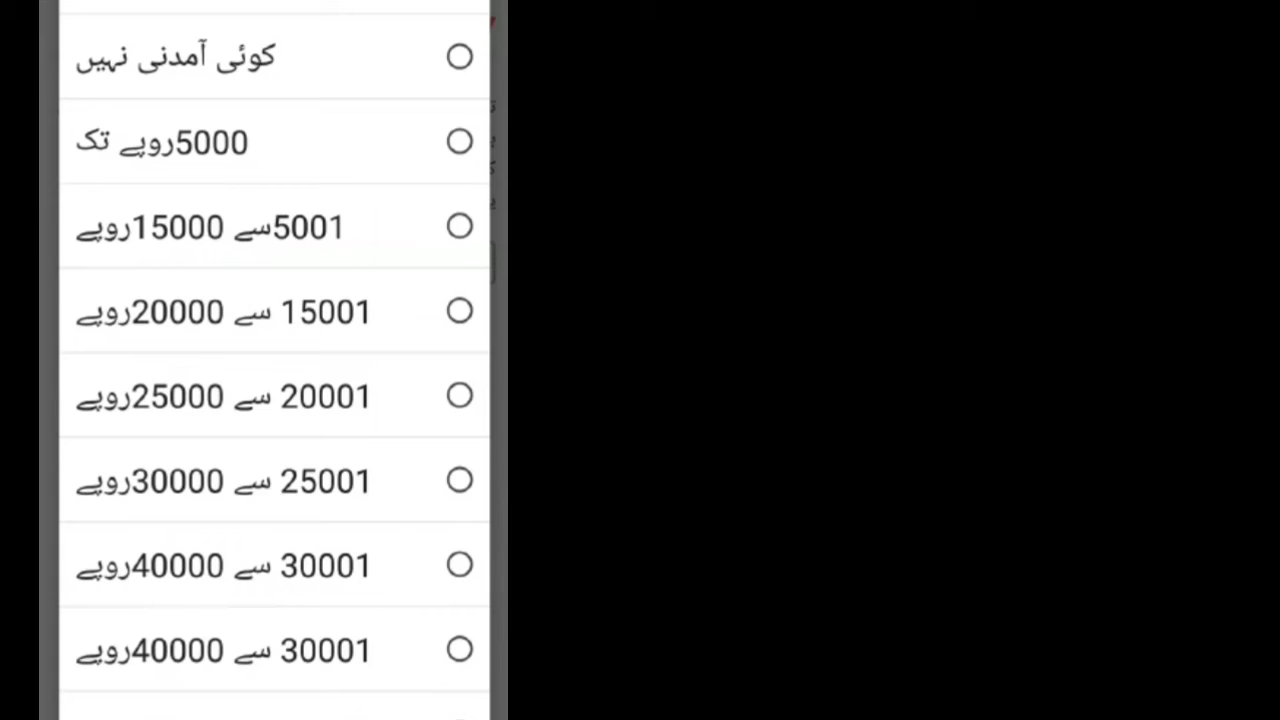 کوئی آمدنی نہیں
5000روپے تک
5001سے 15000روپے
15001 سے 20000روپے
20001 سے 25000روپے
25001 سے 30000روپے
30001 سے 40000روپے
30001 سے 40000روپے